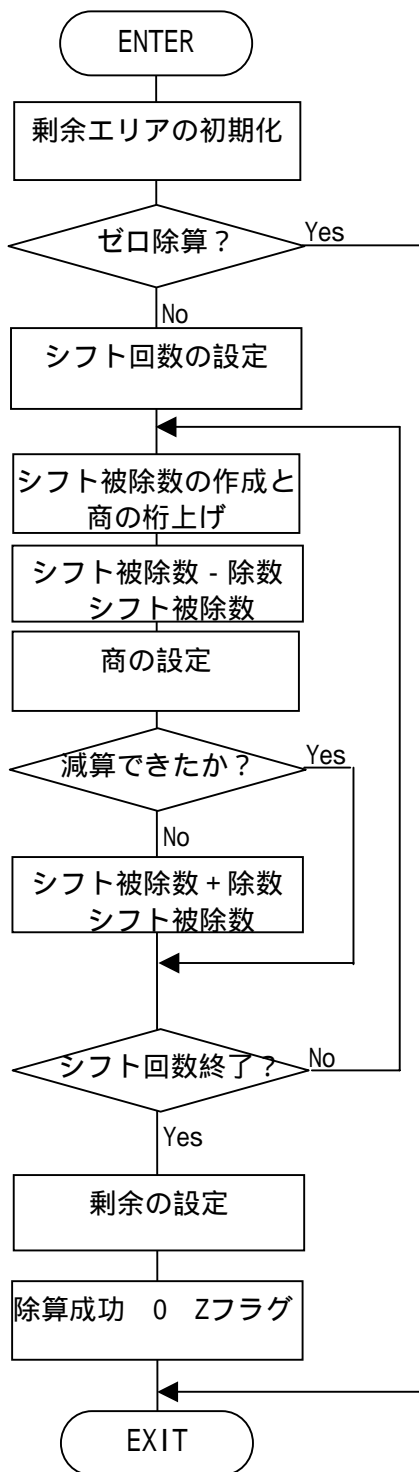 ENTER
剰余エリアの初期化
ゼロ除算？
Yes
No
シフト回数の設定
シフト被除数の作成と
商の桁上げ
シフト被除数 - 除数
シフト被除数
商の設定
減算できたか？
Yes
No
シフト被除数 + 除数
シフト被除数
シフト回数終了？
No
Yes
剰余の設定
除算成功　0　Zフラグ
EXIT